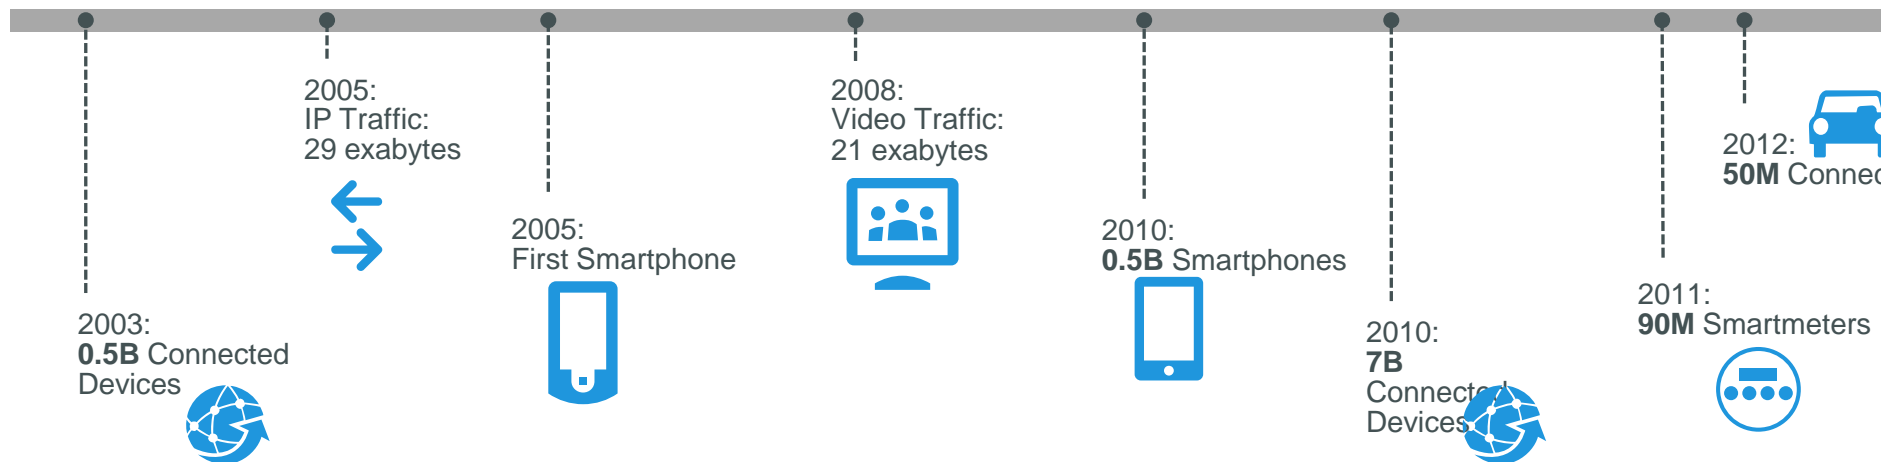 2003:
0.5B Connected
Devices
2005:
IP Traffic:
29 exabytes
2005:
First Smartphone
2008:
Video Traffic:
21 exabytes
2010:
0.5B Smartphones
2010:
7B
Connected
Devices
2011:
90M Smartmeters
2012:
50M